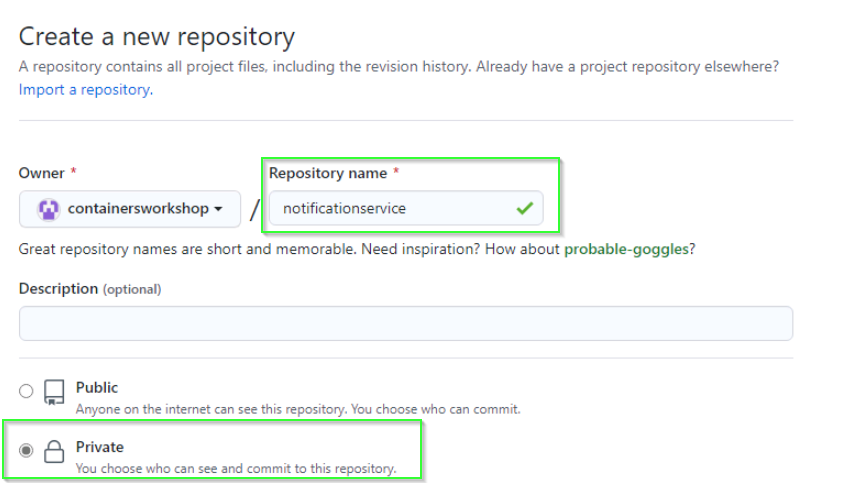 Create a new repository
A repository contains all project files, including the revision history. Already have a project repository elsewhere?
Import a repository.
Owner * Repository name *
containersworkshop / notificationservice
Great repository names are short and memorable. Need inspiration? How about probable-goggles?
Description (optional)
Public
Anyone on the internet can see this repository. You choose who can commit.
Private
You choose who can see and commit to this repository.